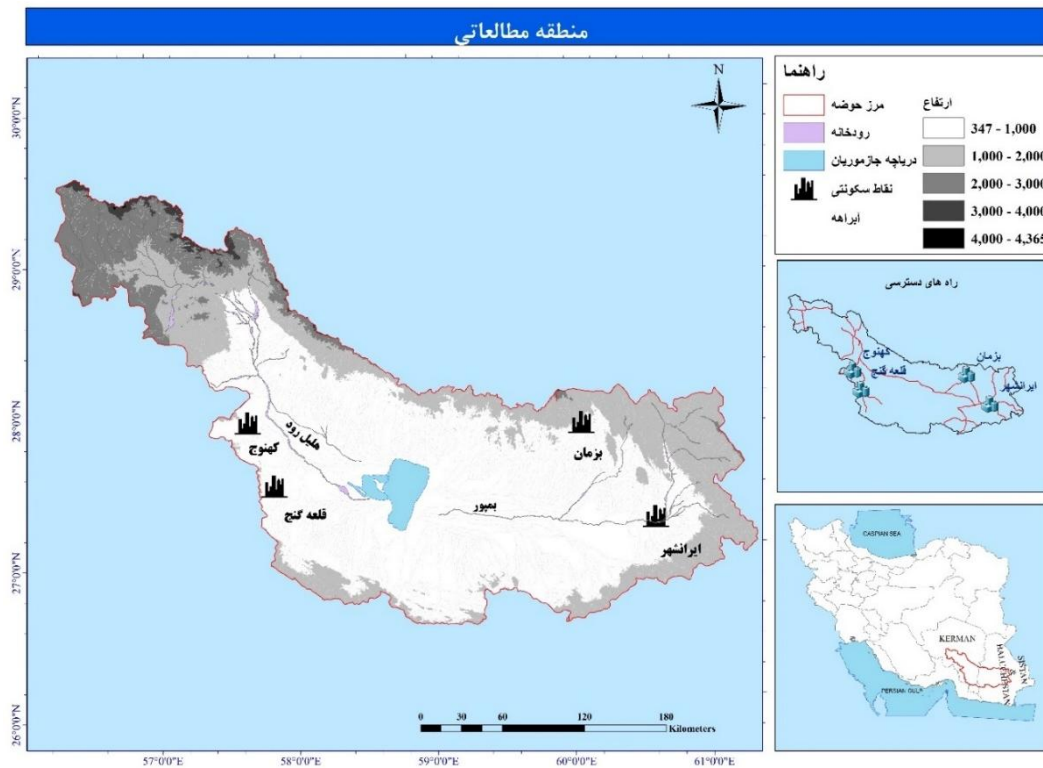 منطقه مطالعاتي
N
30°0'0"N
29°0'0"N
28°0'0"N
27°0'0"N
26°0'0"N
کهنوج
هلیل رود
قلعه گنج
بزمان
بمپور
ایرانشهر
0 30 60 120 180
Kilometers
57°0'0"E
58°0'0"E
59°0'0"E
60°0'0"E
61°0'0"E
راهنما
مرز حوضه
رودخانه
دریاچه جازموریان
نقاط سکونتی
آبراهه
ارتفاع
347 - 1,000
1,000 - 2,000
2,000 - 3,000
3,000 - 4,000
4,000 - 4,365
راه های دسترسی
کهنوج
قلعه گنج
بزمان
ایرانشهر
CASPIAN SEA
KERMAN
SISTAN
&
BALUCHISTAN
PERSIAN GULF